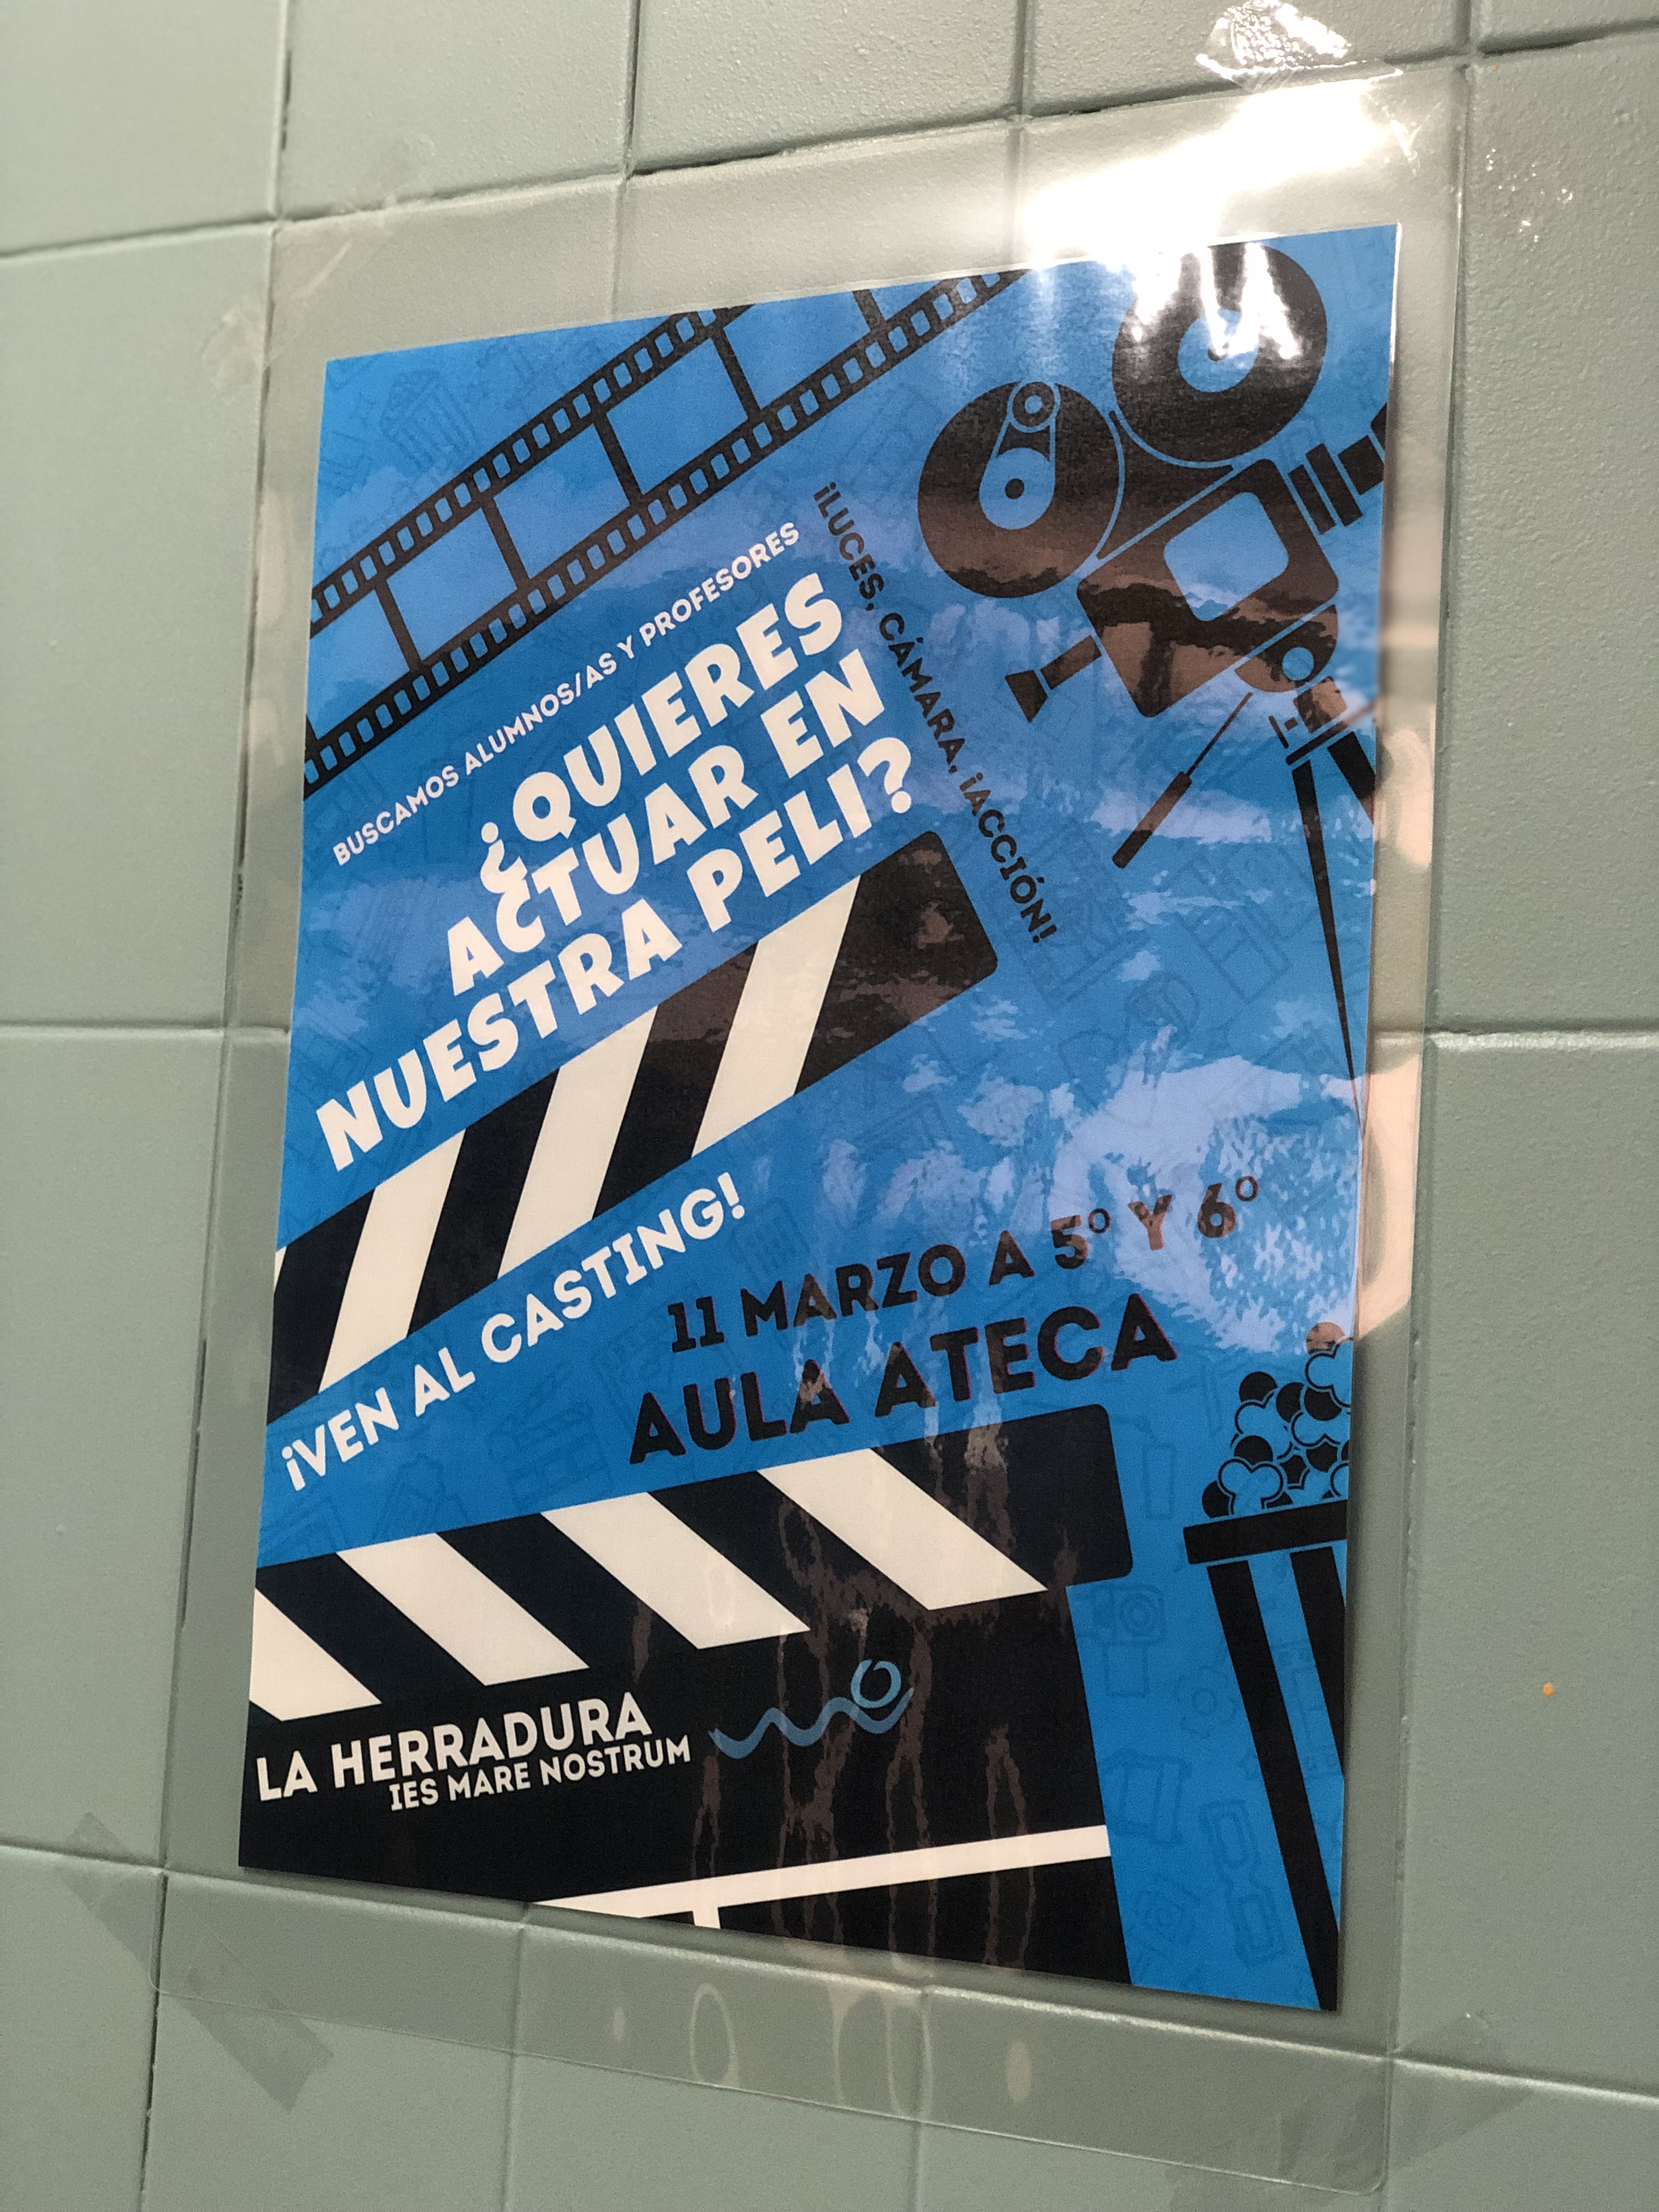 BUSCAMOS ALUMNOS/AS Y PROFESORES
¿QUIERES
ACTUAR EN
NUESTRA PELI?
¡LUCES, CÁMARA, ¡ACCIÓN!
¡VEN AL CASTING!
11 MARZO A 5º Y 6º
AULA ATECA
LA HERRADURA
IES MARE NOSTRUM